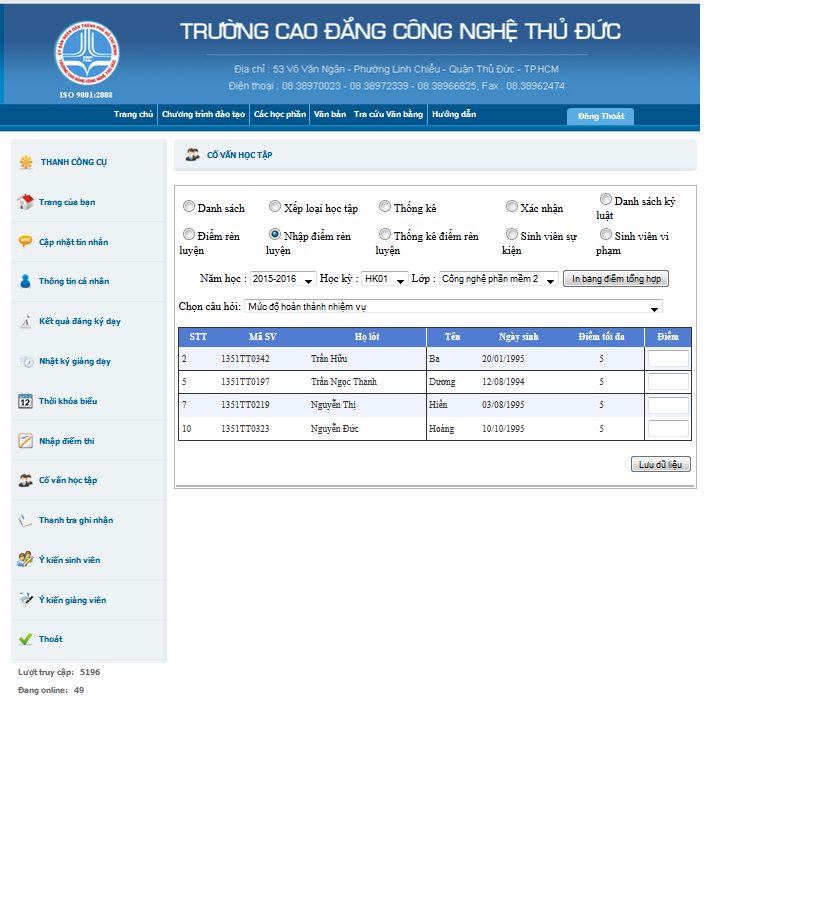 TRƯỜNG CAO ĐẲNG CÔNG NGHỆ THỦ ĐỨC
Địa chỉ : 53 Võ Văn Ngân - Phường Linh Chiểu - Quận Thủ Đức - TP.HCM
Điện thoại : 08.38970023 - 08.38972339 - 08.38966825, Fax : 08.38962474
TDC
ISO 9001:2008
Trang chủ Chương trình đào tạo Các học phần Văn bản Tra cứu Văn bằng Hướng dẫn Đăng Thoát
THANH CÔNG CỤ
Trang của bạn
Cập nhật tin nhắn
Thông tin cá nhân
Kết quả đăng ký dạy
Nhật ký giảng dạy
Thời khóa biểu
Nhập điểm thi
Cố vấn học tập
Thanh tra ghi nhận
Ý kiến sinh viên
Ý kiến giảng viên
Thoát
Lượt truy cập: 5196
Đang online: 49
CỐ VẤN HỌC TẬP
Danh sách Xếp loại học tập Thống kê Xác nhận Danh sách kỷ luật
Điểm rèn luyện Nhập điểm rèn luyện Thống kê điểm rèn luyện Sinh viên sự kiện Sinh viên vi phạm
Năm học : 2015-2016 Học kỳ : HK01 Lớp : Công nghệ phần mềm 2 In bảng điểm tổng hợp
Chọn câu hỏi: Mức độ hoàn thành nhiệm vụ
STT Mã SV Họ lót Tên Ngày sinh Điểm tối đa Điểm
2 1351TT0342 Trần Hữu Ba 20/01/1995 5
5 1351TT0197 Trần Ngọc Thanh Dương 12/08/1994 5
7 1351TT0219 Nguyễn Thị Hiền 03/08/1995 5
10 1351TT0323 Nguyễn Đức Hoàng 10/10/1995 5
Lưu dữ liệu